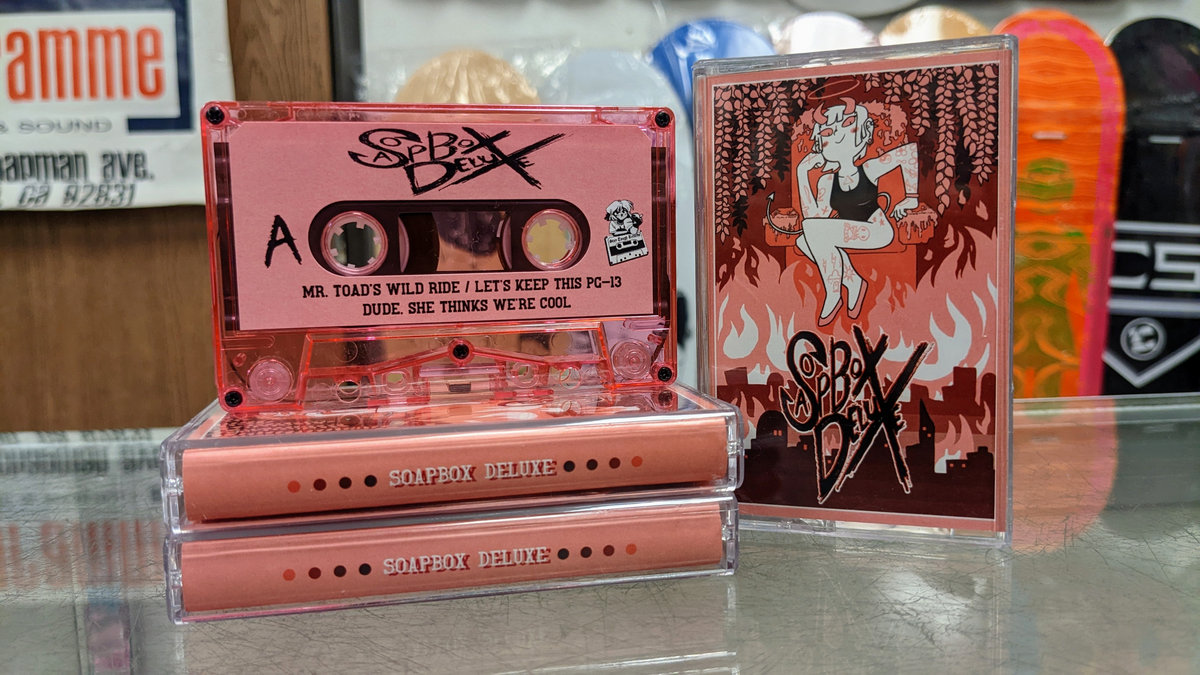 amme
& SOUND
apman ave.
CA 92831
SOAPBOX
DELUXE
A
MR. TOAD'S WILD RIDE / LET'S KEEP THIS PG-13
DUDE, SHE THINKS WE'RE COOL
SOAPBOX DELUXE
SOAPBOX DELUXE
SOAPBOX
DELUXE
CS